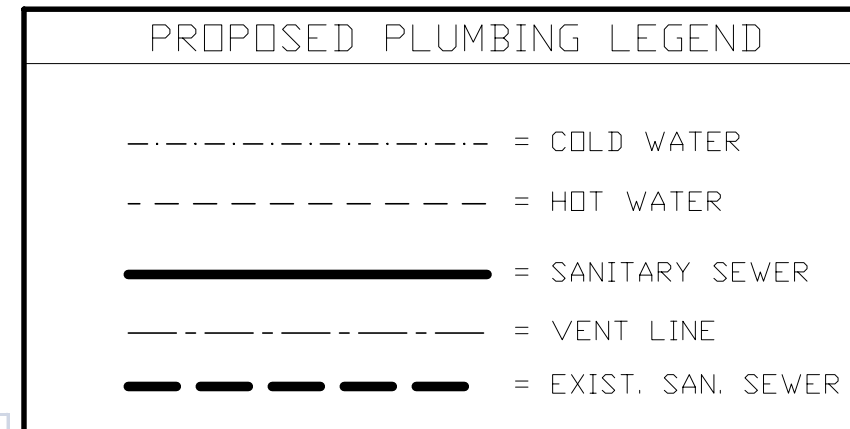 PROPOSED PLUMBING LEGEND
= COLD WATER
= HOT WATER
= SANITARY SEWER
= VENT LINE
= EXIST. SAN. SEWER